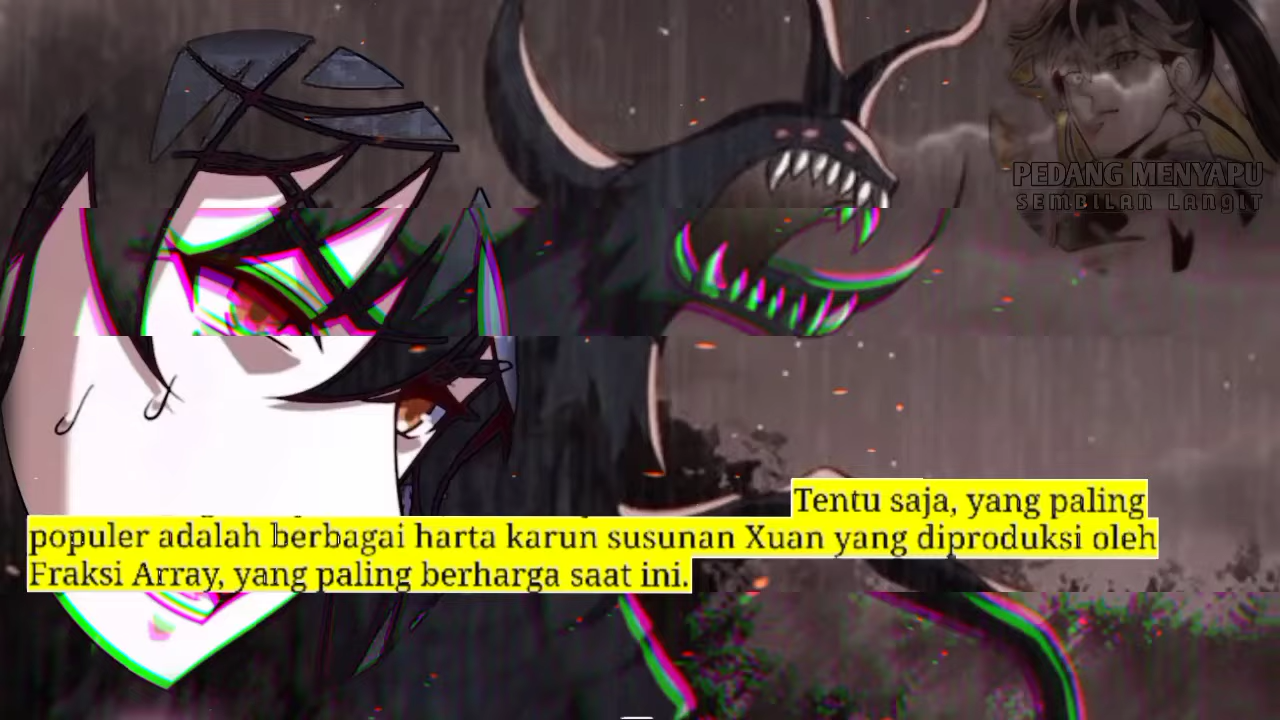 PEDANG MENYAPU
SEMBILAN LANGIT
Tentu saja, yang paling
populer adalah berbagai harta karun susunan Xuan yang diproduksi oleh
Fraksi Array, yang paling berharga saat ini.